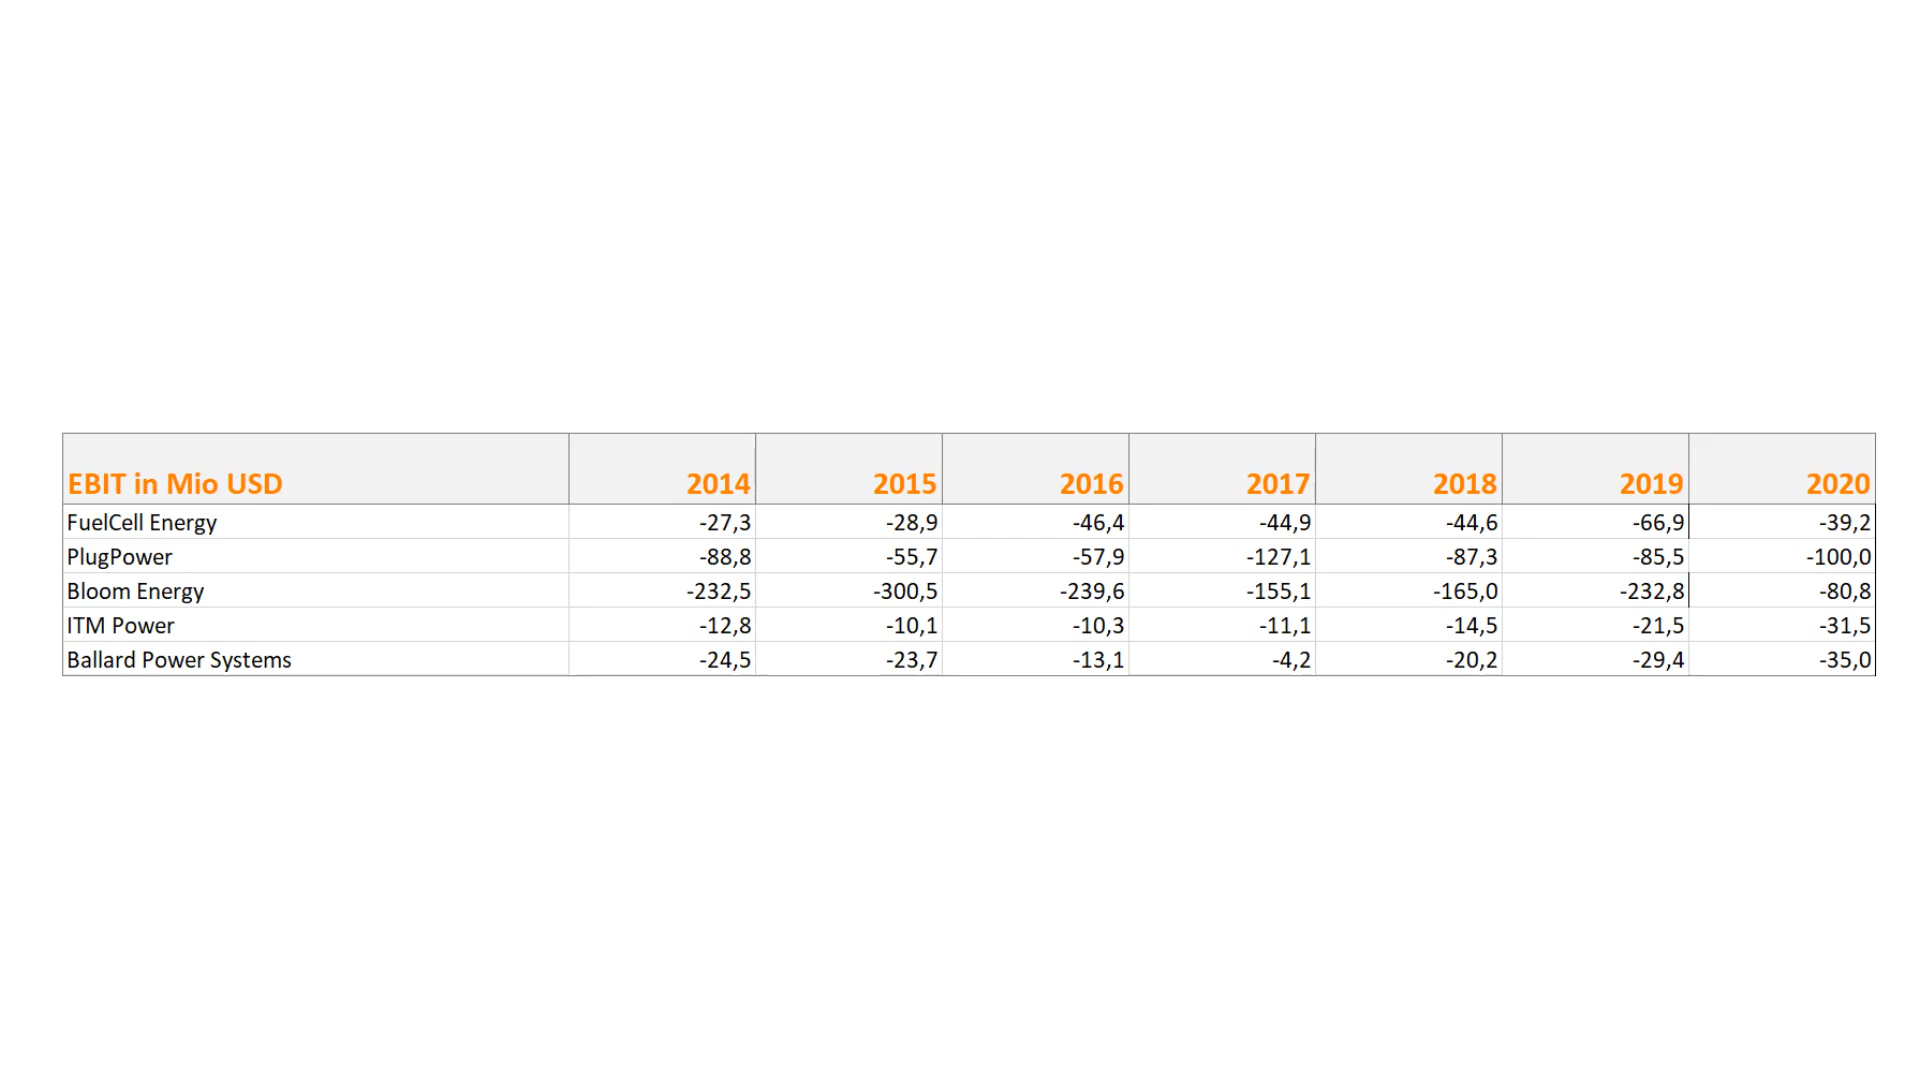 EBIT in Mio USD 2014 2015 2016 2017 2018 2019 2020
FuelCell Energy -27,3 -28,9 -46,4 -44,9 -44,6 -66,9 -39,2
PlugPower -88,8 -55,7 -57,9 -127,1 -87,3 -85,5 -100,0
Bloom Energy -232,5 -300,5 -239,6 -155,1 -165,0 -232,8 -80,8
ITM Power -12,8 -10,1 -10,3 -11,1 -14,5 -21,5 -31,5
Ballard Power Systems -24,5 -23,7 -13,1 -4,2 -20,2 -29,4 -35,0